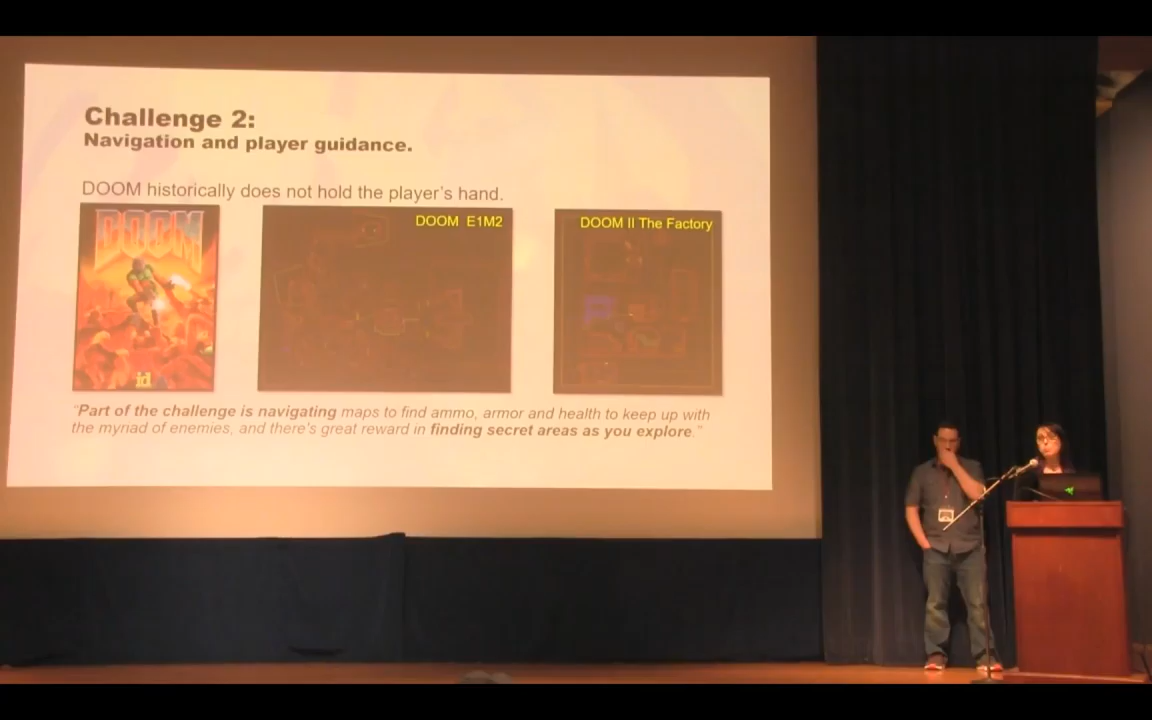 Challenge 2:
Navigation and player guidance.
DOOM historically does not hold the player's hand.
DOOM
DOOM E1M2
DOOM II The Factory
id
"Part of the challenge is navigating maps to find ammo, armor and health to keep up with
the myriad of enemies, and there's great reward in finding secret areas as you explore."